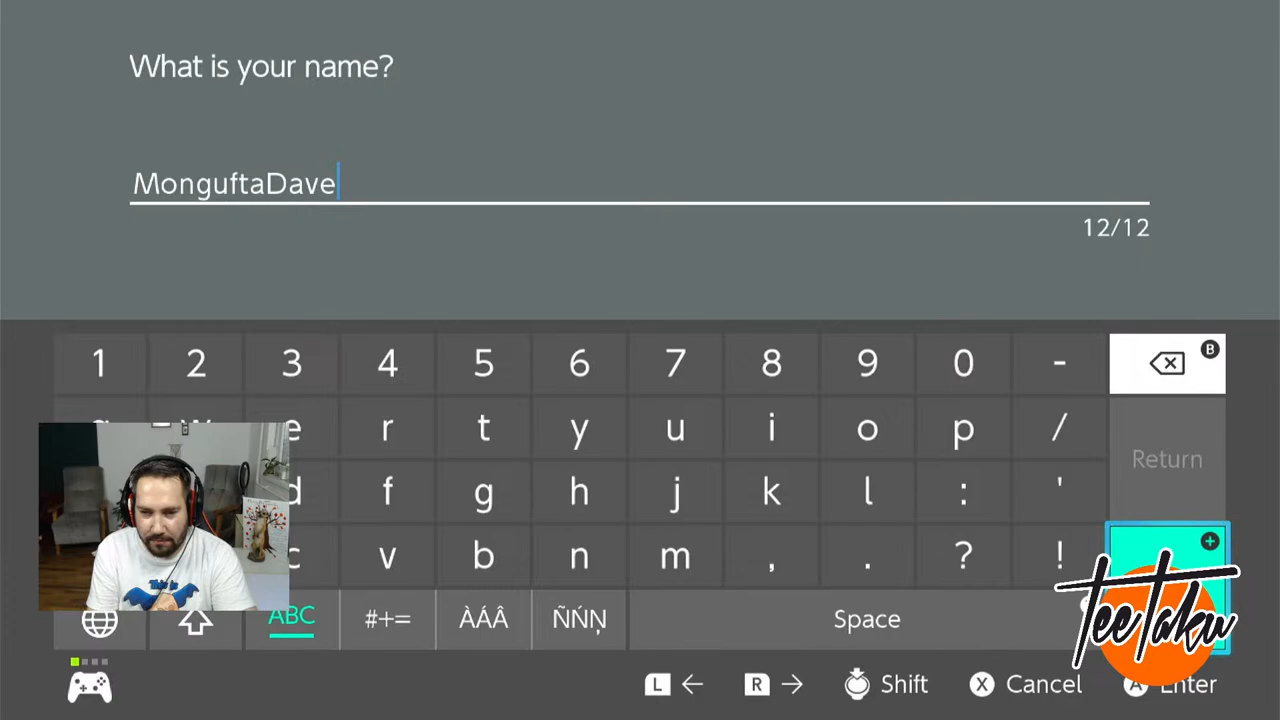 What is your name?
MonguftaDave
12/12
1 2 3 4 5 6 7 8 9 0 - B
e r t y u i o p / Return
d f g h j k l : '
c v b n m , . ? ! +
ABC #+= ÀÁÂ ÑŃŅ Space
TeeTaku
L ← R → Shift X Cancel A Enter